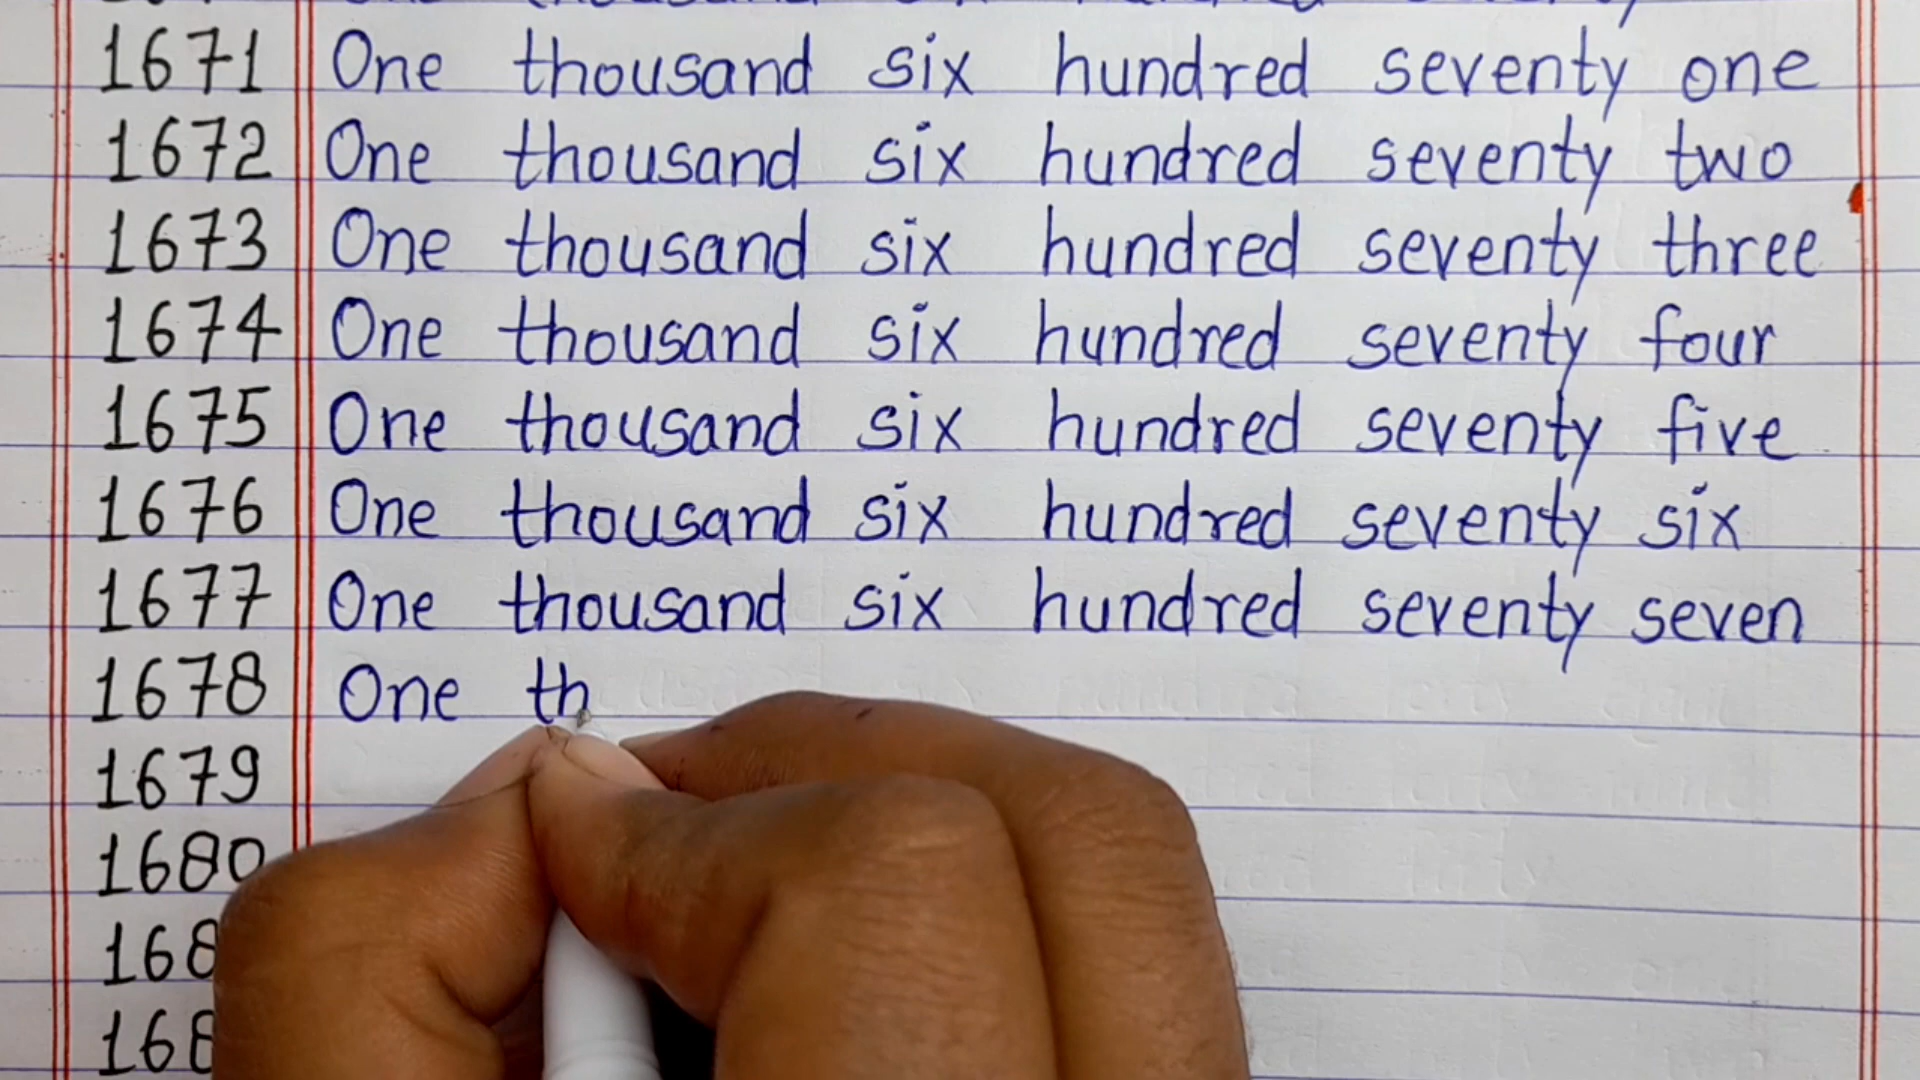 1671 One thousand six hundred seventy one
1672 One thousand six hundred seventy two
1673 One thousand six hundred seventy three
1674 One thousand six hundred seventy four
1675 One thousand six hundred seventy five
1676 One thousand six hundred seventy six
1677 One thousand six hundred seventy seven
1678 One th
1679
1680
168
168